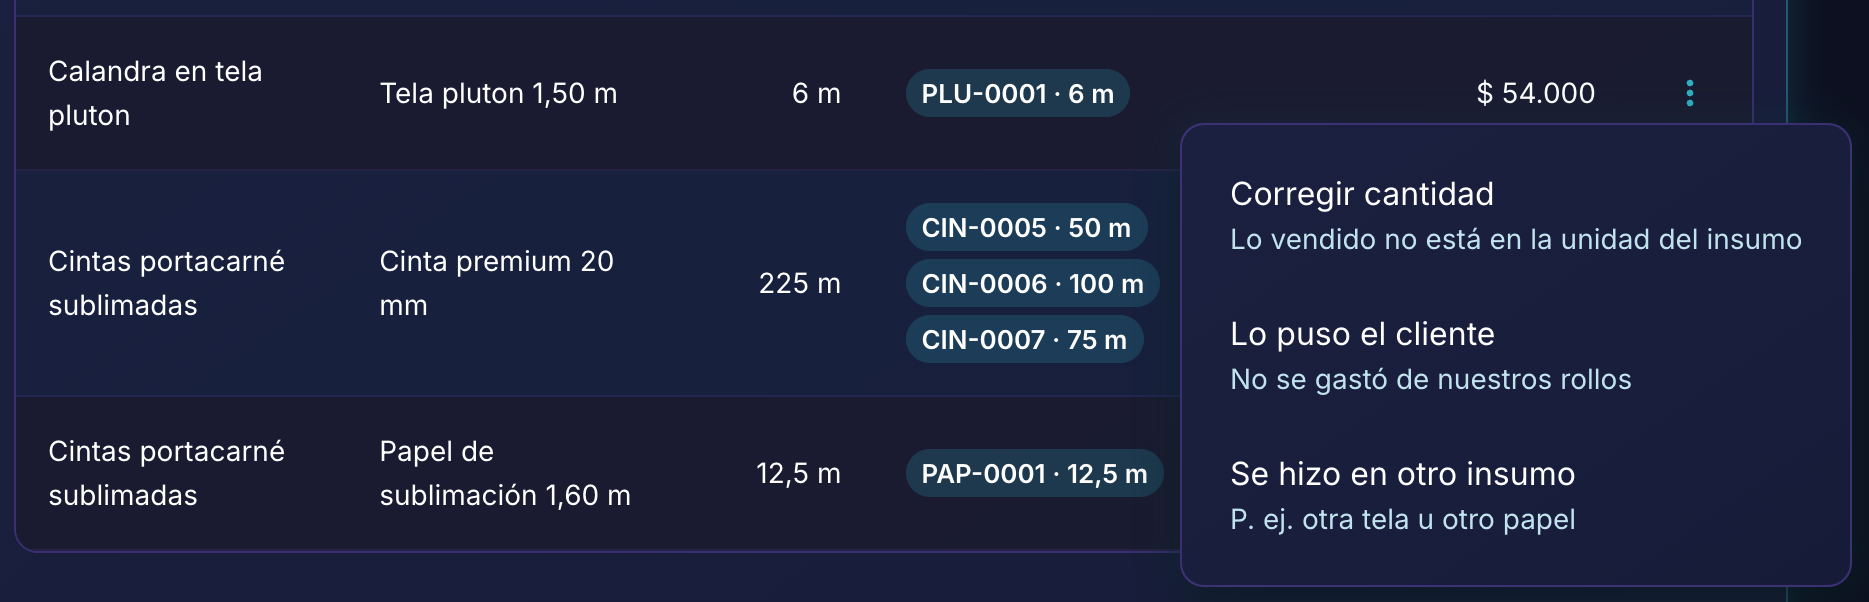 Calandra en tela
pluton
Tela pluton 1,50 m
6 m
PLU-0001 · 6 m
$ 54.000
Cintas portacarné
sublimadas
Cinta premium 20
mm
225 m
CIN-0005 · 50 m
CIN-0006 · 100 m
CIN-0007 · 75 m
Cintas portacarné
sublimadas
Papel de
sublimación 1,60 m
12,5 m
PAP-0001 · 12,5 m
Corregir cantidad
Lo vendido no está en la unidad del insumo
Lo puso el cliente
No se gastó de nuestros rollos
Se hizo en otro insumo
P. ej. otra tela u otro papel